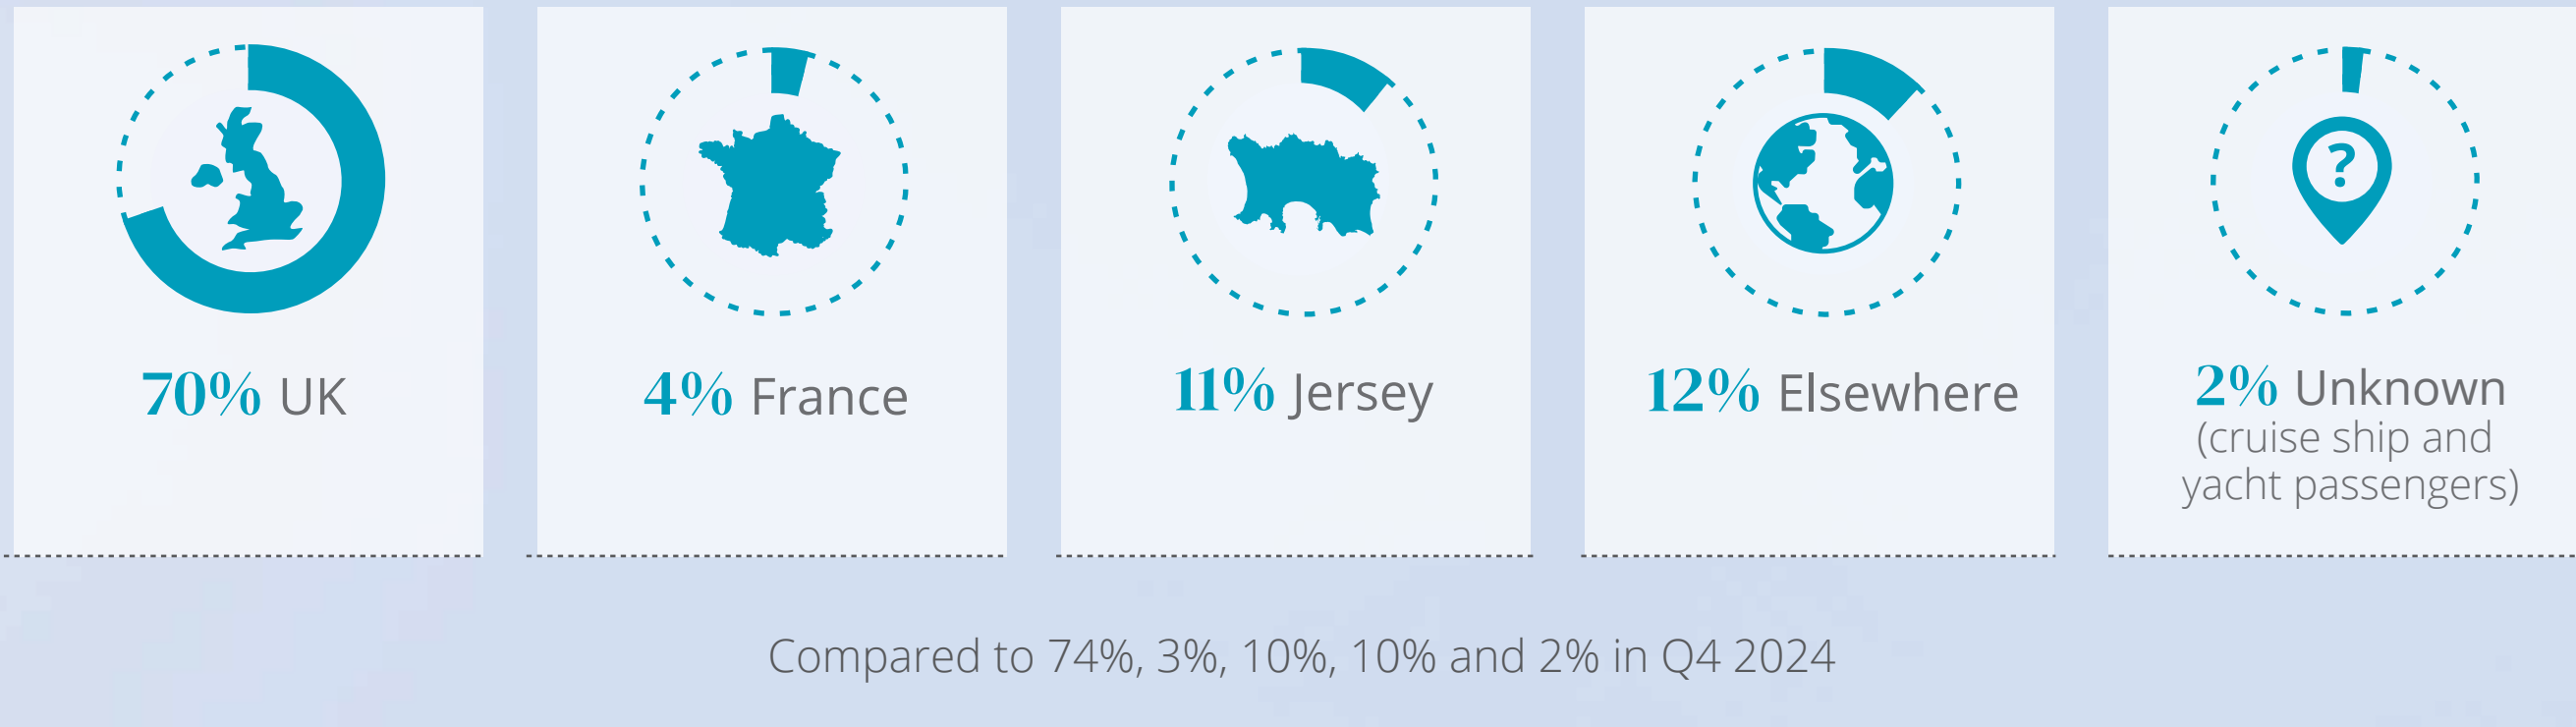 70% UK
4% France
11% Jersey
12% Elsewhere
?
2% Unknown
(cruise ship and
yacht passengers)
Compared to 74%, 3%, 10%, 10% and 2% in Q4 2024